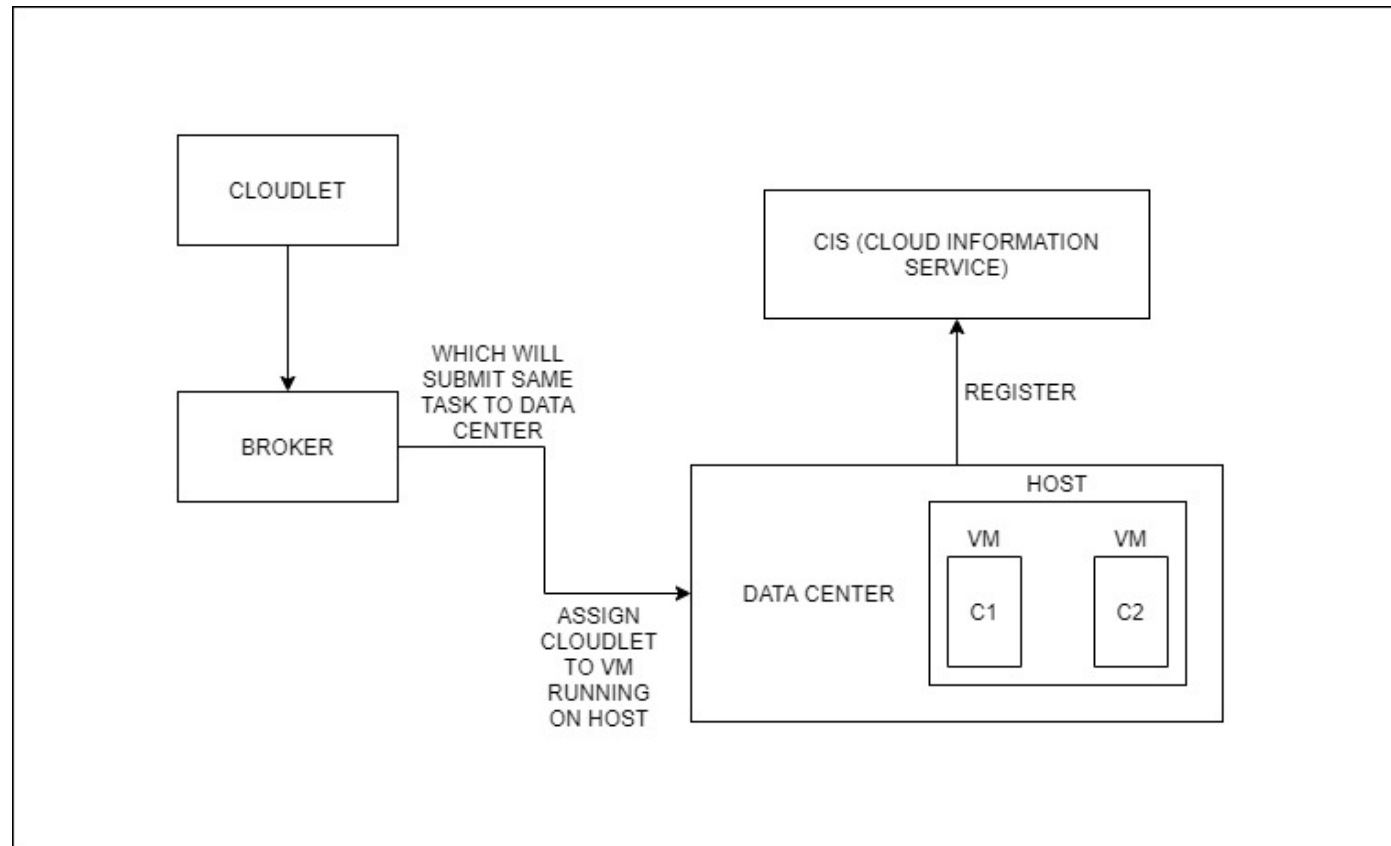 CLOUDLET
CIS (CLOUD INFORMATION
SERVICE)
WHICH WILL
SUBMIT SAME
TASK TO DATA
CENTER
BROKER
REGISTER
HOST
VM
VM
DATA CENTER
C1
C2
ASSIGN
CLOUDLET
TO VM
RUNNING
ON HOST